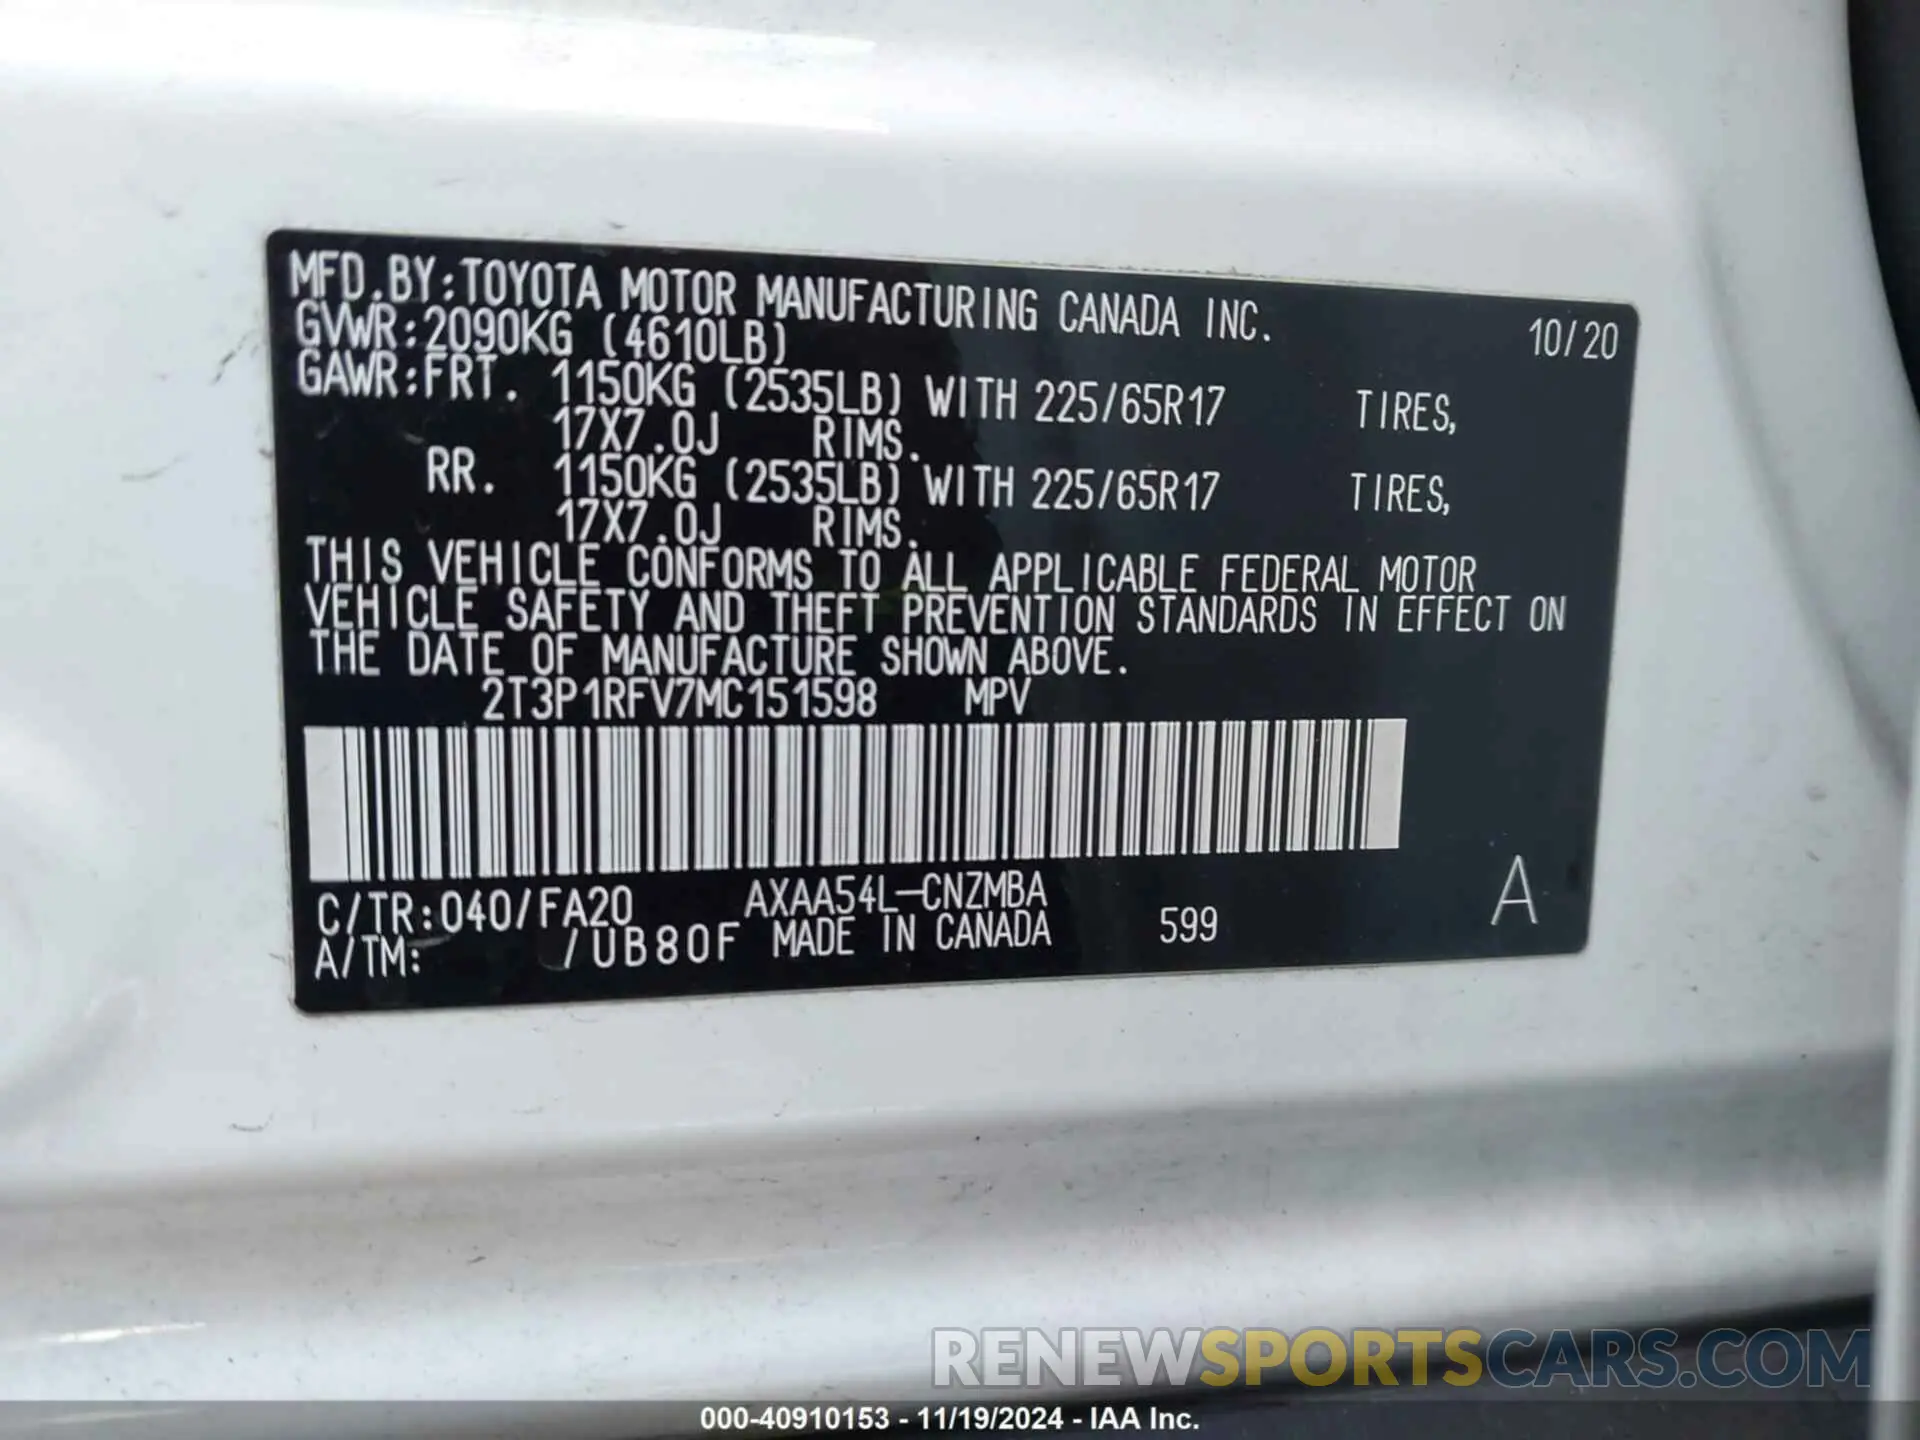 MFD.BY:TOYOTA MOTOR MANUFACTURING CANADA INC. 10/20
GVWR:2090KG (4610LB)
GAWR:FRT. 1150KG (2535LB) WITH 225/65R17 TIRES,
17X7.0J RIMS.
RR. 1150KG (2535LB) WITH 225/65R17 TIRES,
17X7.0J RIMS.
THIS VEHICLE CONFORMS TO ALL APPLICABLE FEDERAL MOTOR
VEHICLE SAFETY AND THEFT PREVENTION STANDARDS IN EFFECT ON
THE DATE OF MANUFACTURE SHOWN ABOVE.
2T3P1RFV7MC151598 MPV
C/TR:040/FA20 AXAA54L-CNZMBA
A/TM: /UB80F MADE IN CANADA 599 A
RENEWSPORTSCARS.COM
000-40910153 - 11/19/2024 - IAA Inc.